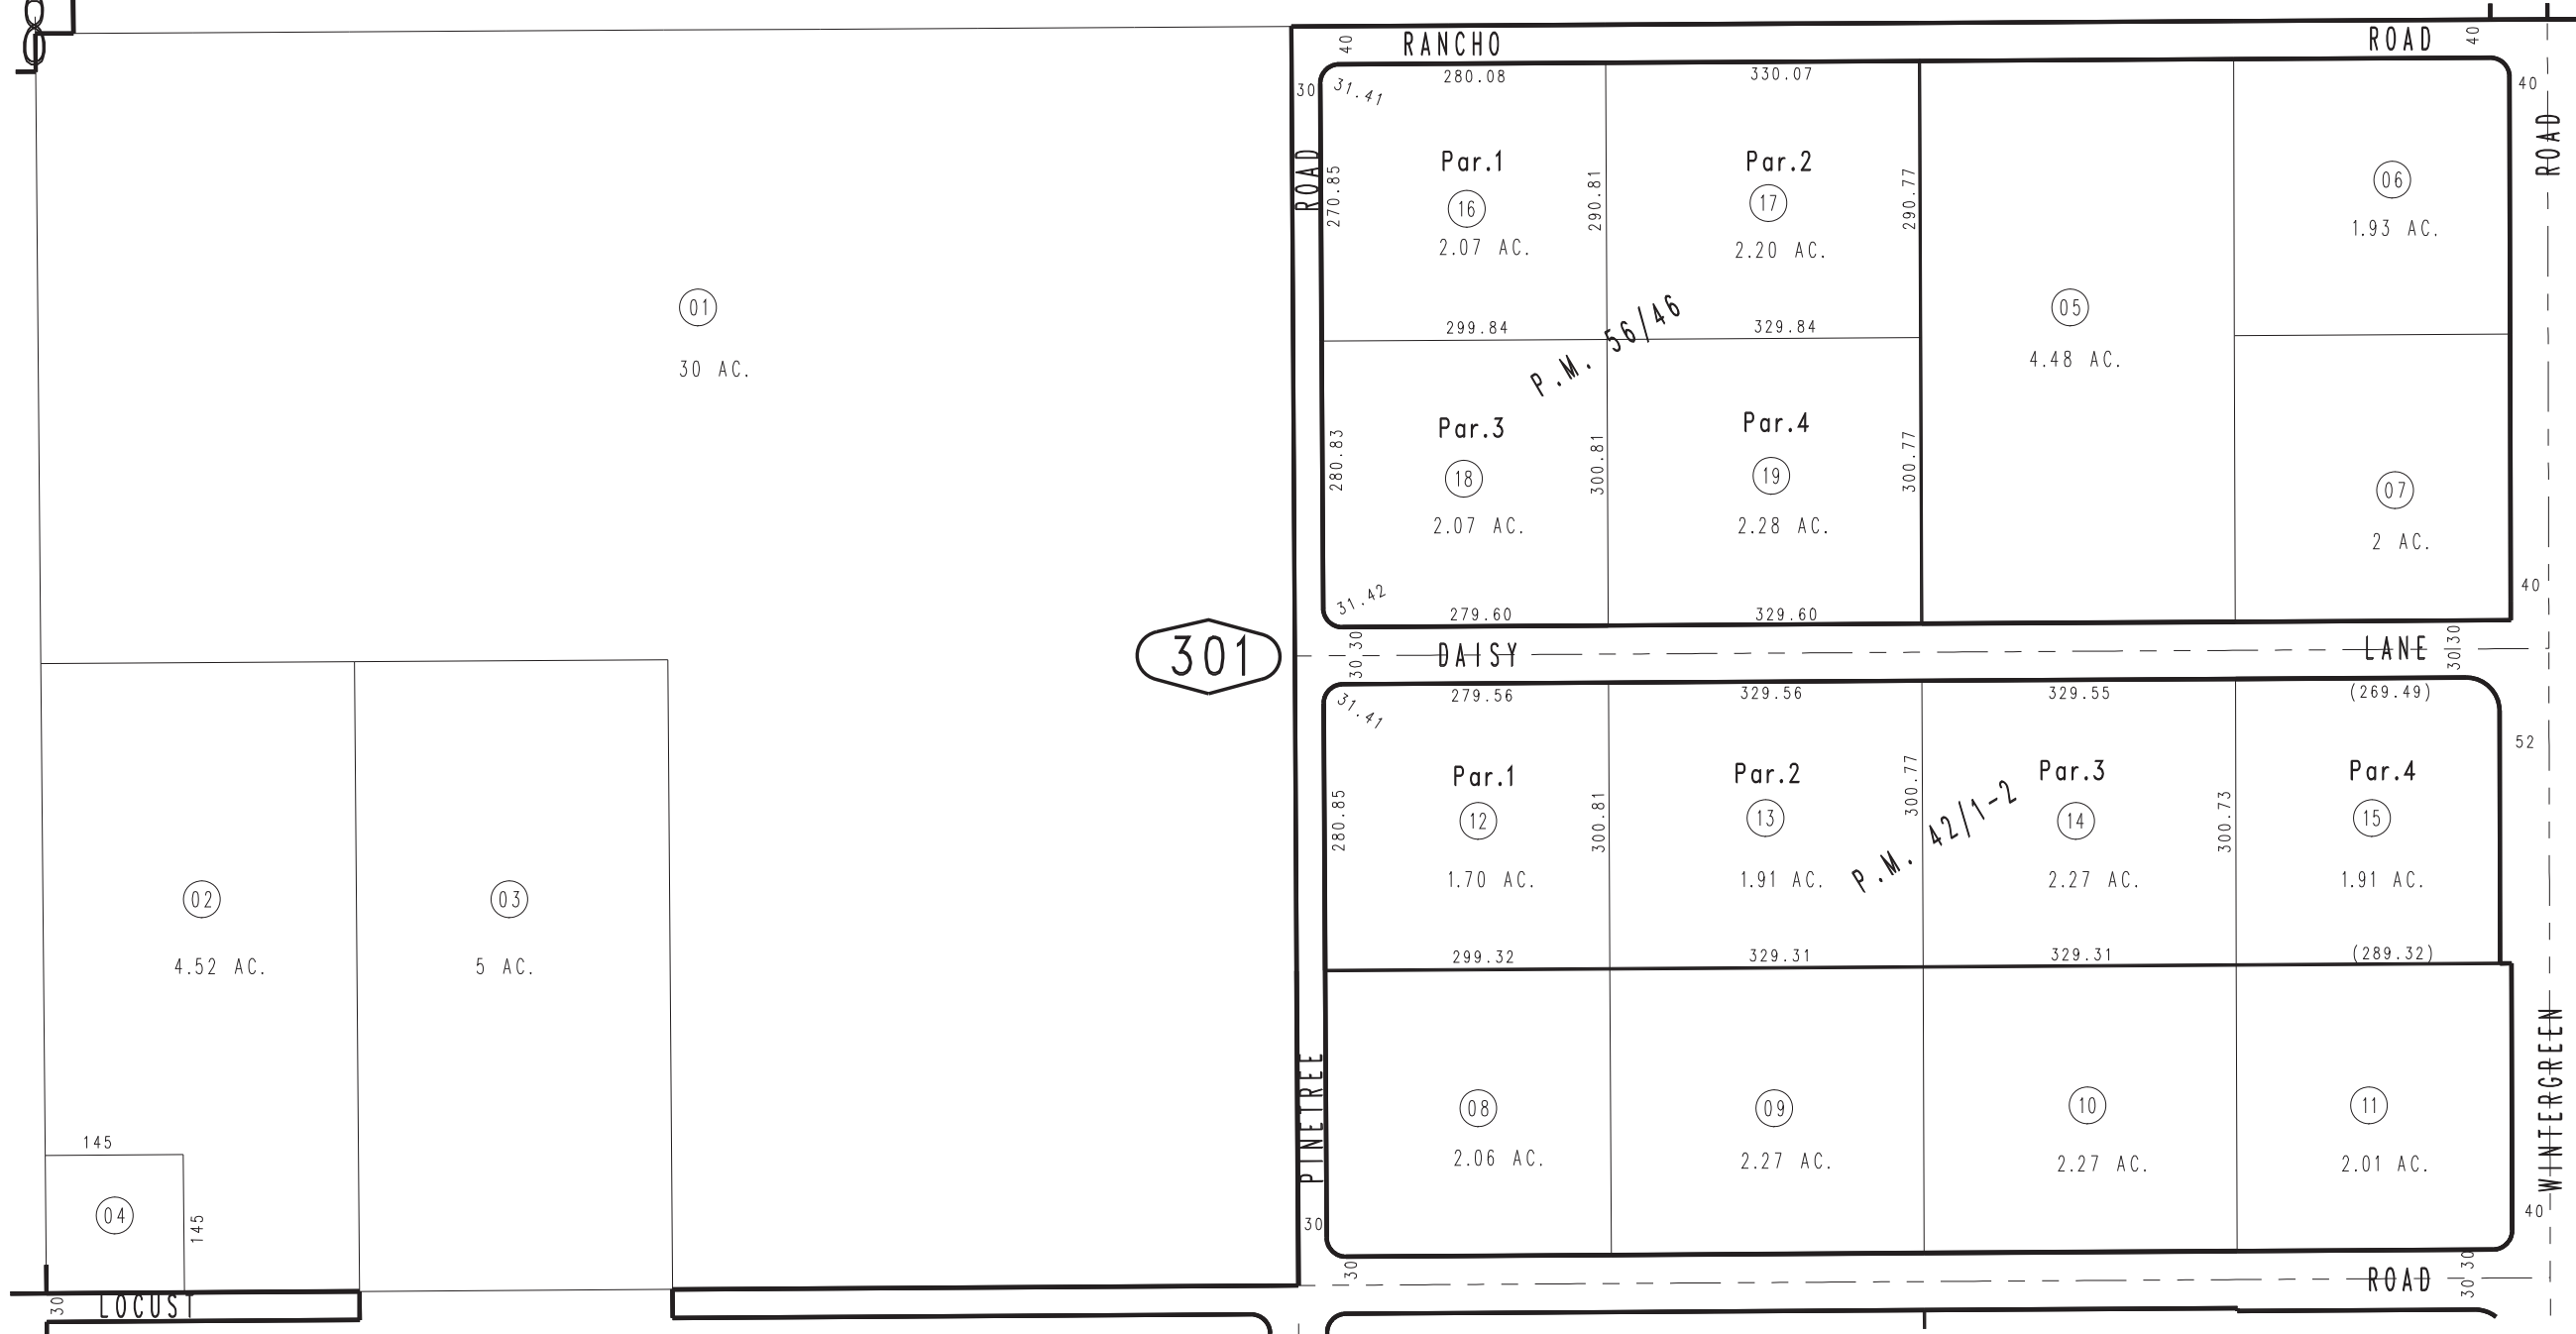 8
40
RANCHO
ROAD
40
30
31.41
280.08
330.07
40
ROAD
270.85
Par.1
16
2.07 AC.
290.81
Par.2
17
2.20 AC.
290.77
05
4.48 AC.
06
1.93 AC.
ROAD
01
30 AC.
299.84
329.84
P.M. 56/46
280.83
Par.3
18
2.07 AC.
300.81
Par.4
19
2.28 AC.
300.77
07
2 AC.
31.42
279.60
329.60
40
301
30 30
DAISY
LANE
30 30
31.41
279.56
329.56
329.55
(269.49)
52
280.85
Par.1
12
1.70 AC.
300.81
Par.2
13
1.91 AC.
300.77
P.M. 42/1-2
Par.3
14
2.27 AC.
300.73
Par.4
15
1.91 AC.
02
4.52 AC.
03
5 AC.
299.32
329.31
329.31
(289.32)
PINETREE
08
2.06 AC.
09
2.27 AC.
10
2.27 AC.
11
2.01 AC.
WINTERGREEN
145
04
145
30
40
30
LOCUST
30
ROAD
30 30